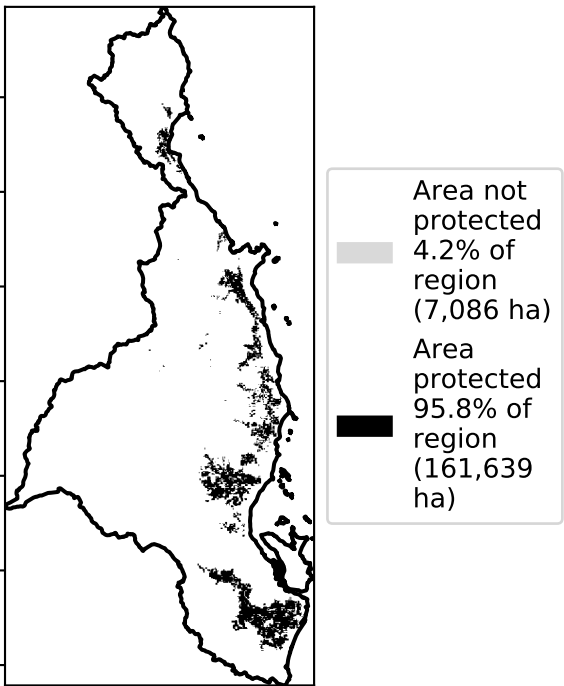 Area not
protected
4.2% of
region
(7,086 ha)
Area
protected
95.8% of
region
(161,639
ha)